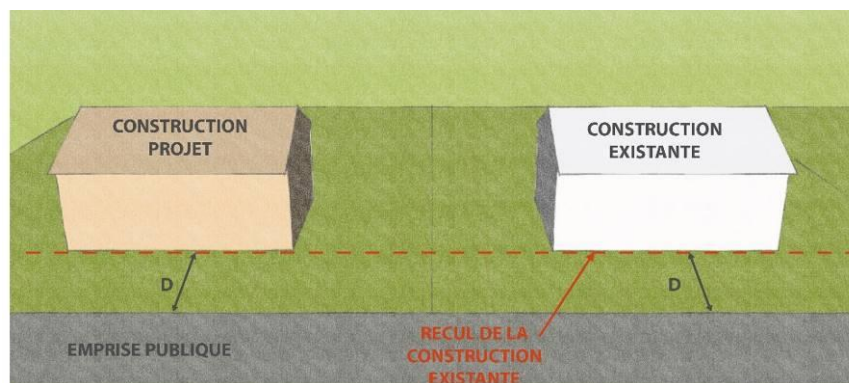 CONSTRUCTION
PROJET
CONSTRUCTION
EXISTANTE
D
D
EMPRISE PUBLIQUE
RECUL DE LA
CONSTRUCTION
EXISTANTE